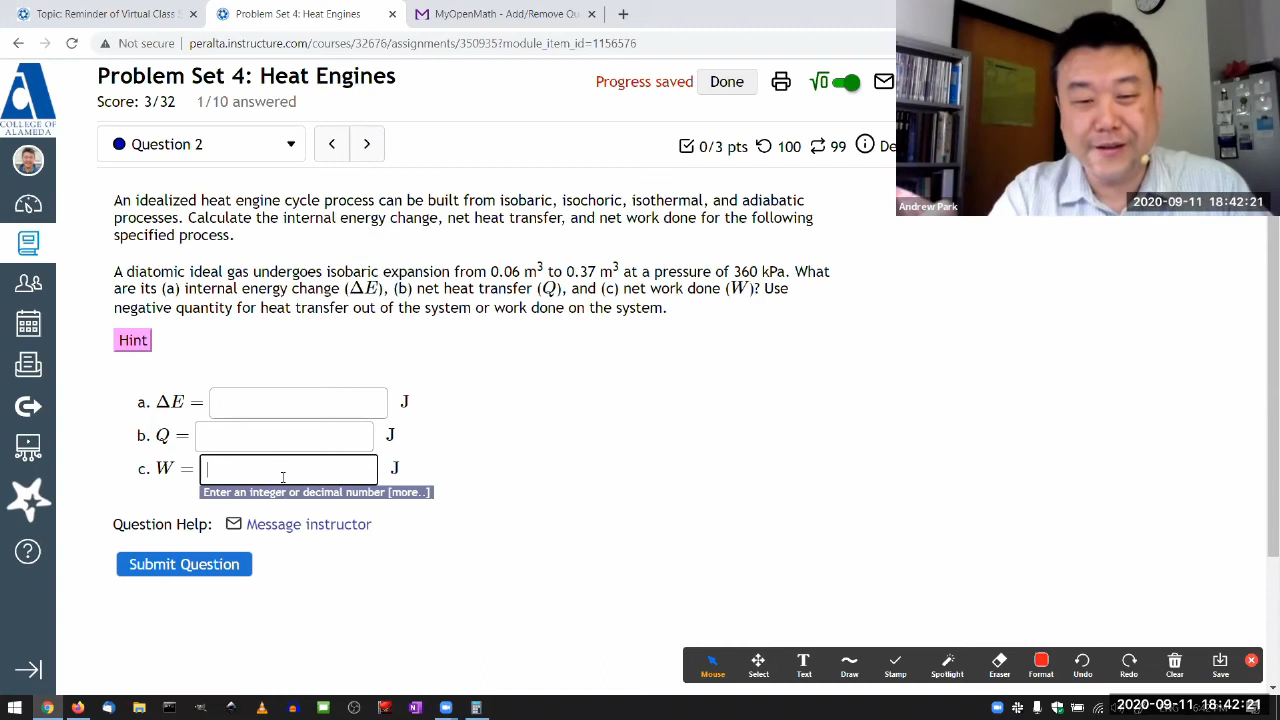 Topic: Reminder of Virtual Class S
Problem Set 4: Heat Engines
MyOpenMath - Add/Remove Qu
Not secure
peralta.instructure.com/courses/32676/assignments/350935?module_item_id=1156576
Problem Set 4: Heat Engines
Progress saved
Done
√0
Score: 3/32
1/10 answered
COLLEGE OF
ALAMEDA
Question 2
0/3 pts
100
99
De
Andrew Park
2020-09-11 18:42:21
An idealized heat engine cycle process can be built from isobaric, isochoric, isothermal, and adiabatic
processes. Calculate the internal energy change, net heat transfer, and net work done for the following
specified process.
A diatomic ideal gas undergoes isobaric expansion from 0.06 m³ to 0.37 m³ at a pressure of 360 kPa. What
are its (a) internal energy change (ΔE), (b) net heat transfer (Q), and (c) net work done (W)? Use
negative quantity for heat transfer out of the system or work done on the system.
Hint
a. ΔE = J
b. Q = J
c. W = J
Enter an integer or decimal number [more..]
Question Help:
Message instructor
Submit Question
Mouse
Select
Text
Draw
Stamp
Spotlight
Eraser
Format
Undo
Redo
Clear
Save
2020-09-11 18:42:21